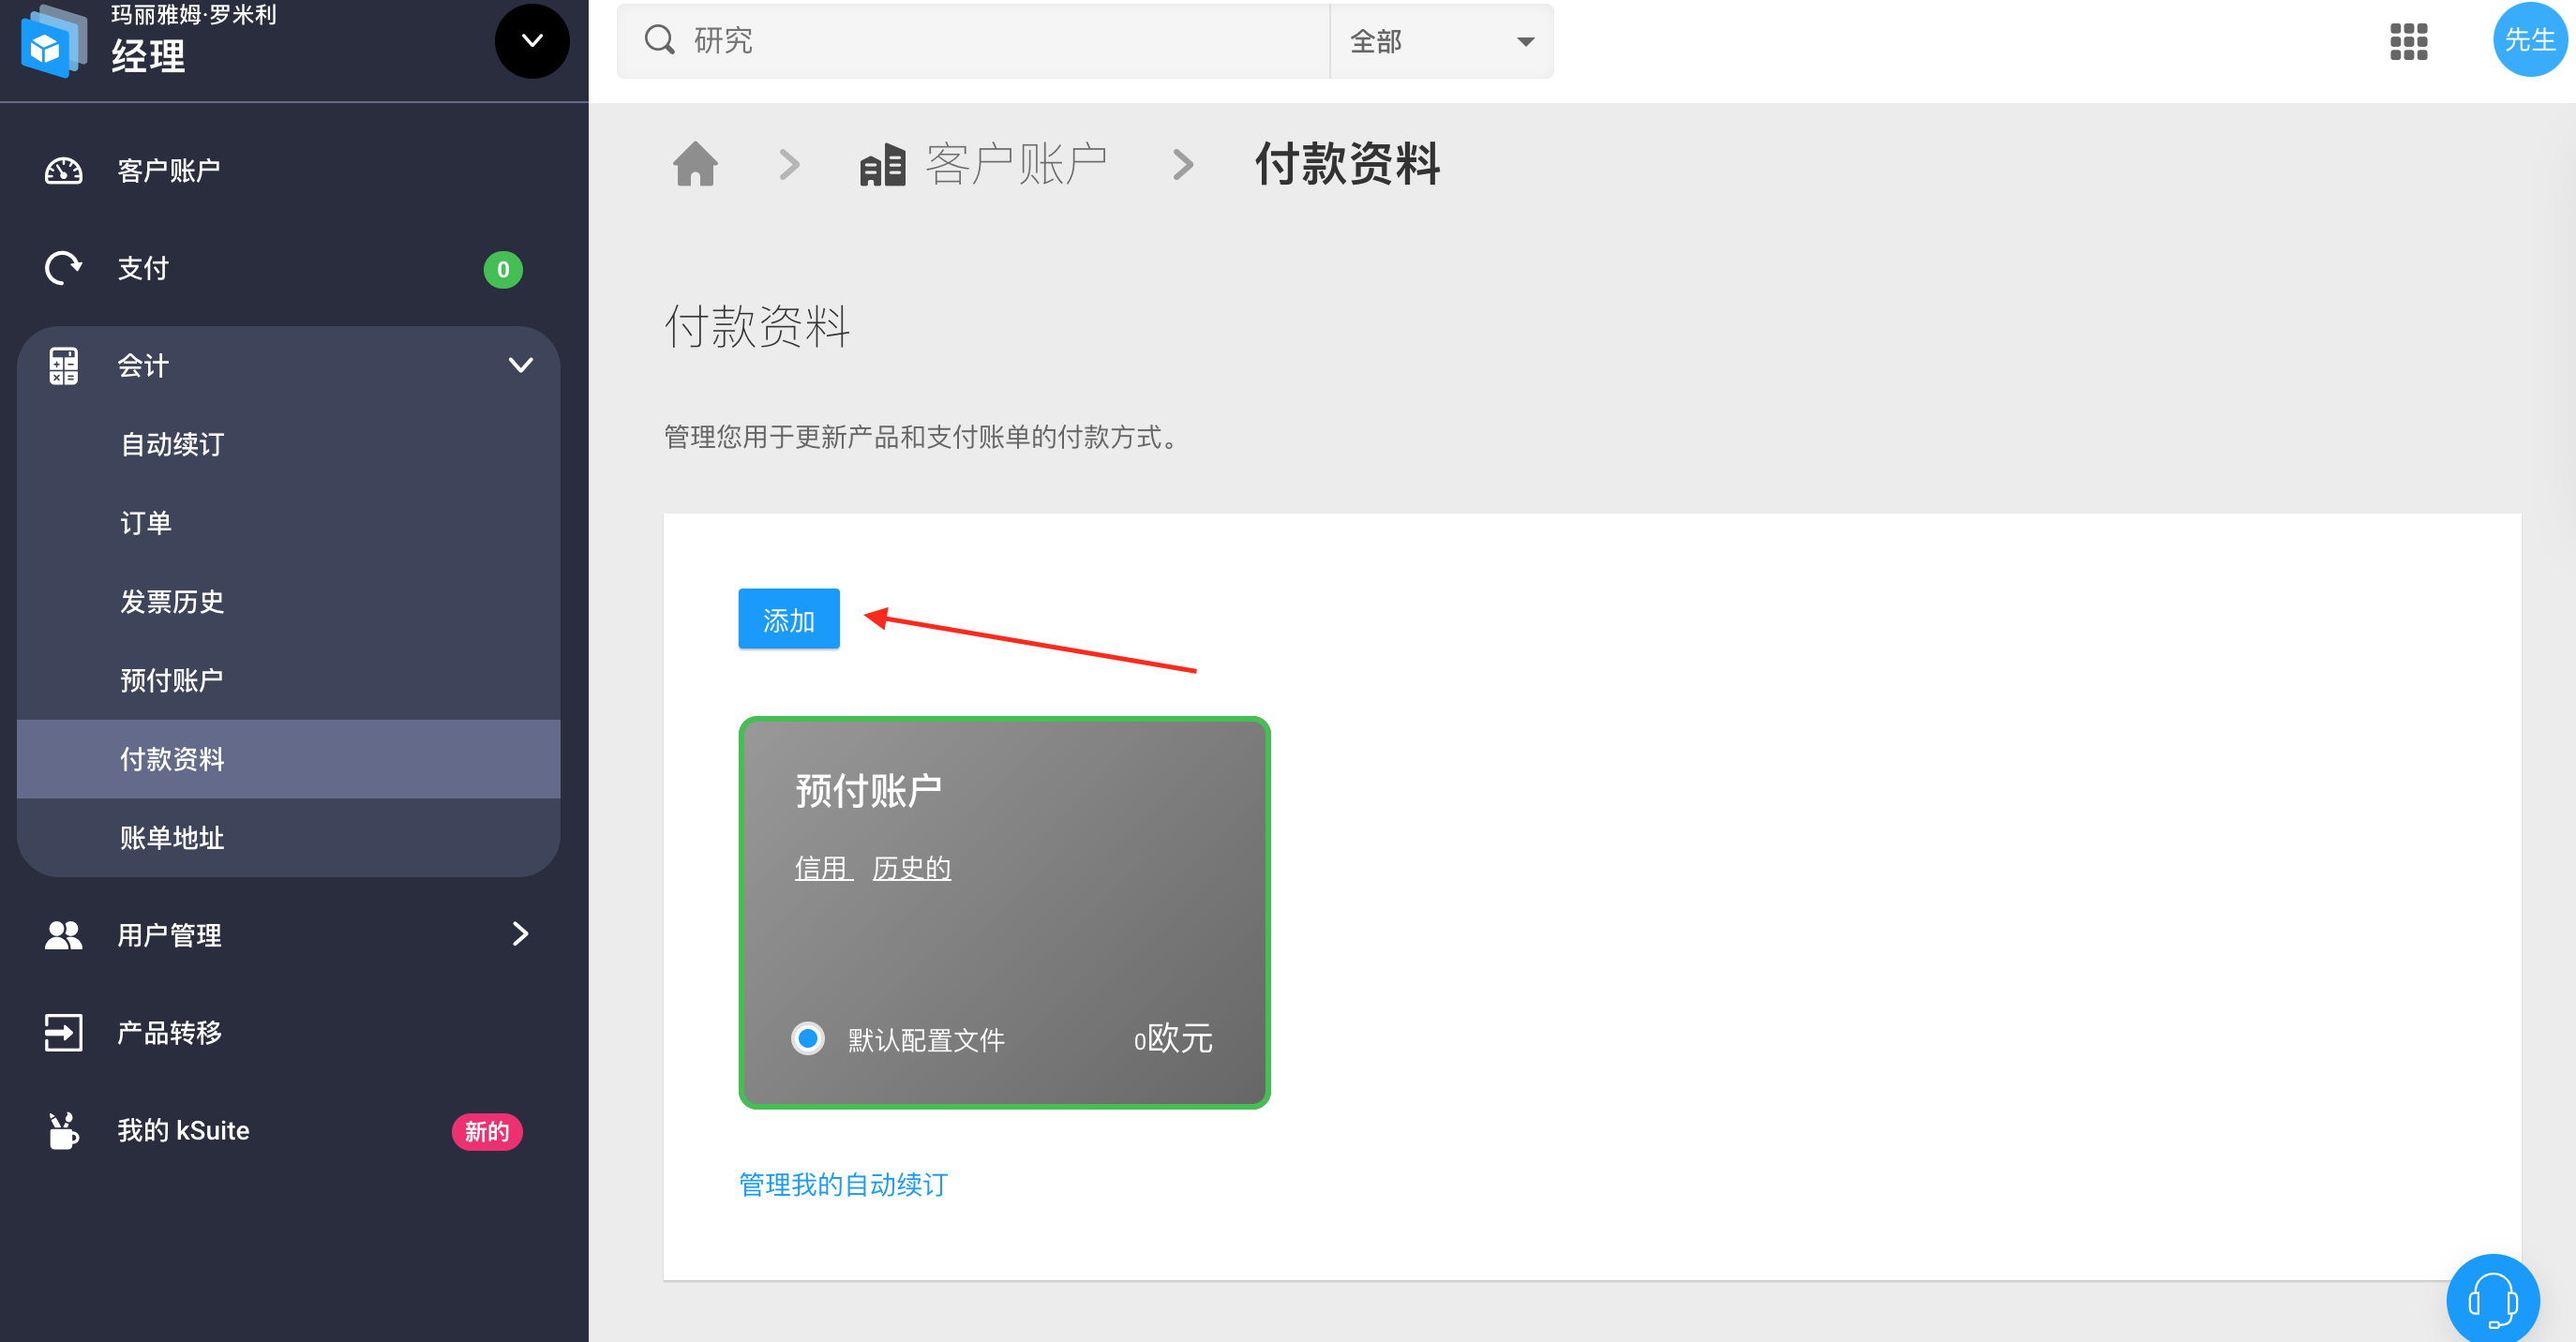 玛丽雅姆·罗米利
经理
研究
全部
先生
客户账户
支付
0
会计
自动续订
订单
发票历史
预付账户
付款资料
账单地址
用户管理
产品转移
我的 kSuite
新的
客户账户
付款资料
付款资料
管理您用于更新产品和支付账单的付款方式。
添加
预付账户
信用 历史的
默认配置文件
0欧元
管理我的自动续订